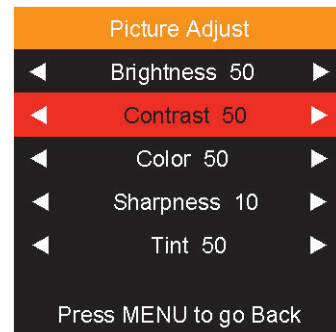 Picture Adjust
Brightness 50
Contrast 50
Color 50
Sharpness 10
Tint 50
Press MENU to go Back